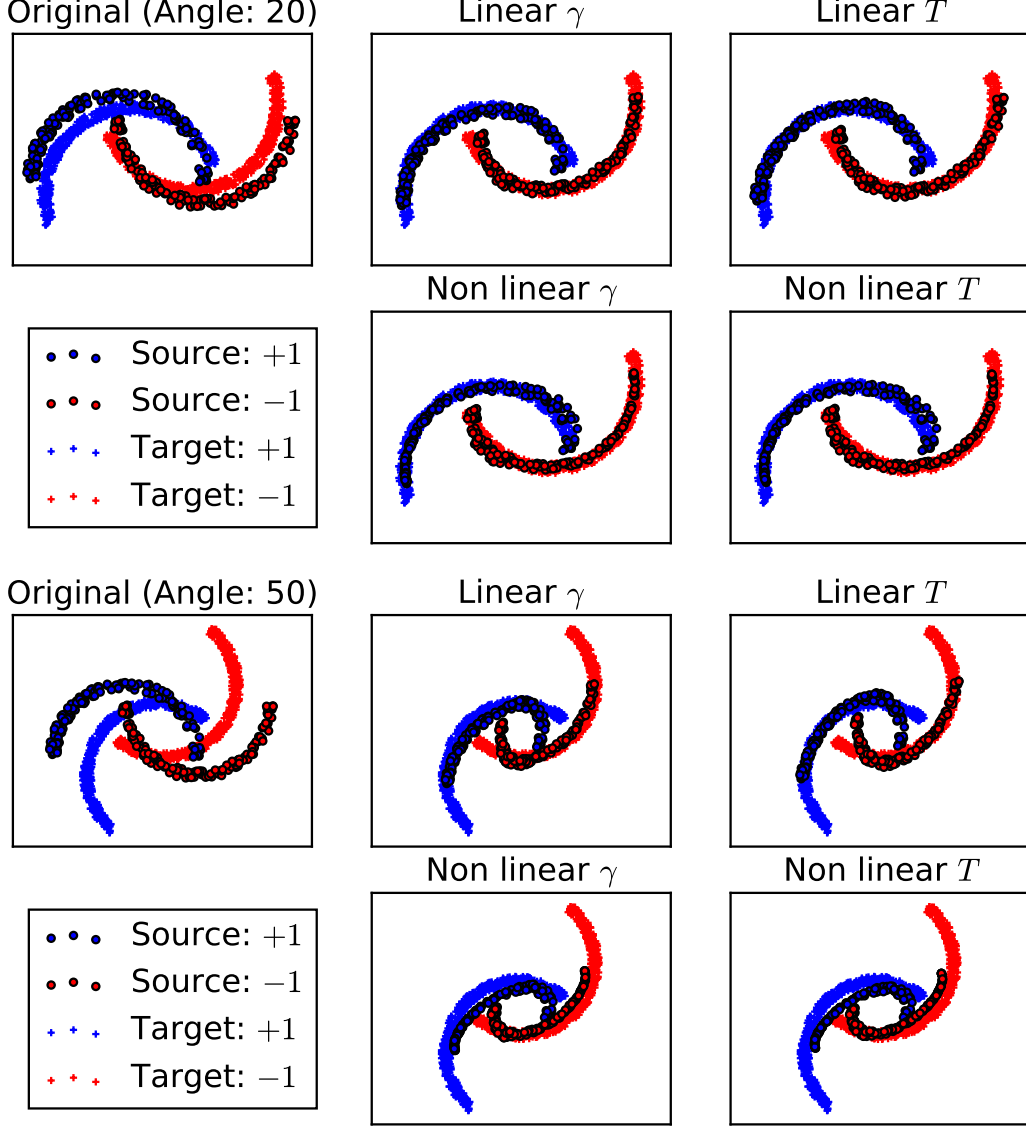 Original (Angle: 20)
Linear γ
Linear T
Non linear γ
Non linear T
Source: +1
Source: −1
Target: +1
Target: −1
Original (Angle: 50)
Linear γ
Linear T
Non linear γ
Non linear T
Source: +1
Source: −1
Target: +1
Target: −1